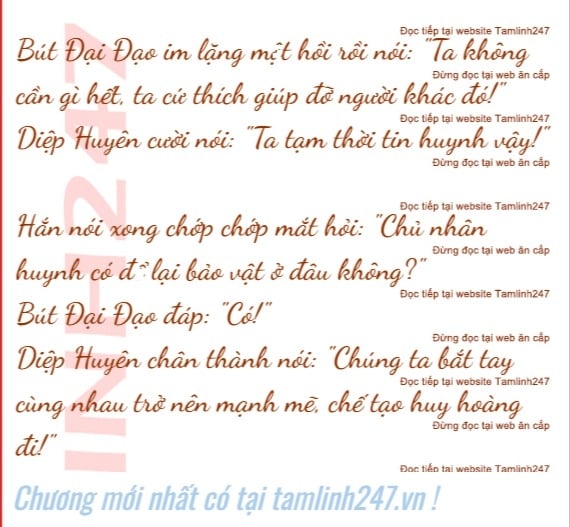 Đọc tiếp tại website Tamlinh247
Bút Đại Đạo im lặng một hồi rồi nói: "Ta không
Đừng đọc tại web ăn cắp
cần gì hết, ta cứ thích giúp đỡ người khác đó!"
Đọc tiếp tại website Tamlinh247
Diệp Huyên cười nói: "Ta tạm thời tin huynh vậy!"
Đừng đọc tại web ăn cắp
Đọc tiếp tại website Tamlinh247
Hắn nói xong chớp chớp mắt hỏi: "Chủ nhân
Đừng đọc tại web ăn cắp
huynh có để lại bảo vật ở đâu không?"
Đọc tiếp tại website Tamlinh247
Bút Đại Đạo đáp: "Có!"
Đừng đọc tại web ăn cắp
Diệp Huyên chân thành nói: "Chúng ta bắt tay
Đọc tiếp tại website Tamlinh247
cùng nhau trở nên mạnh mẽ, chế tạo huy hoàng
Đừng đọc tại web ăn cắp
đi!"
Đọc tiếp tại website Tamlinh247
INH247
Chương mới nhất có tại tamlinh247.vn !